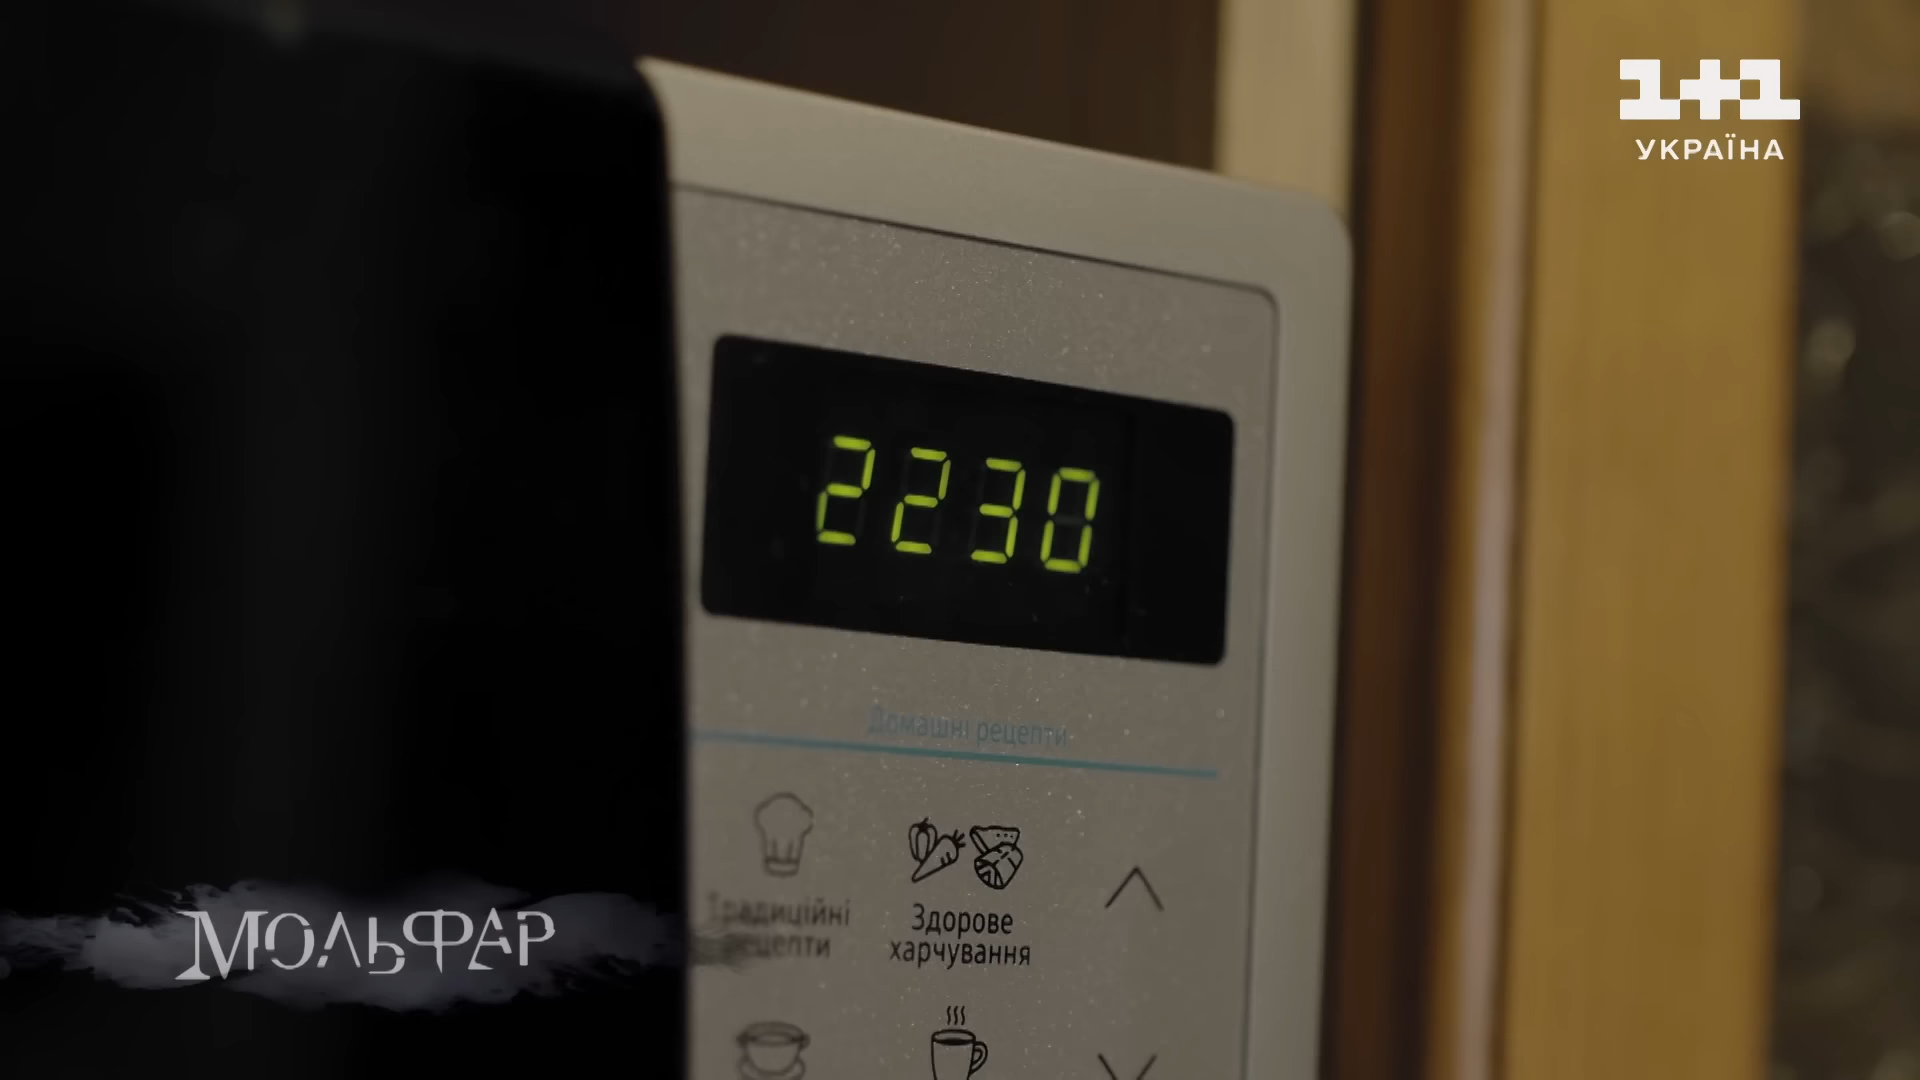 1+1
УКРАЇНА
2230
Домашні рецепти
Традиційні
рецепти
Здорове
харчування
МОЛЬФАР